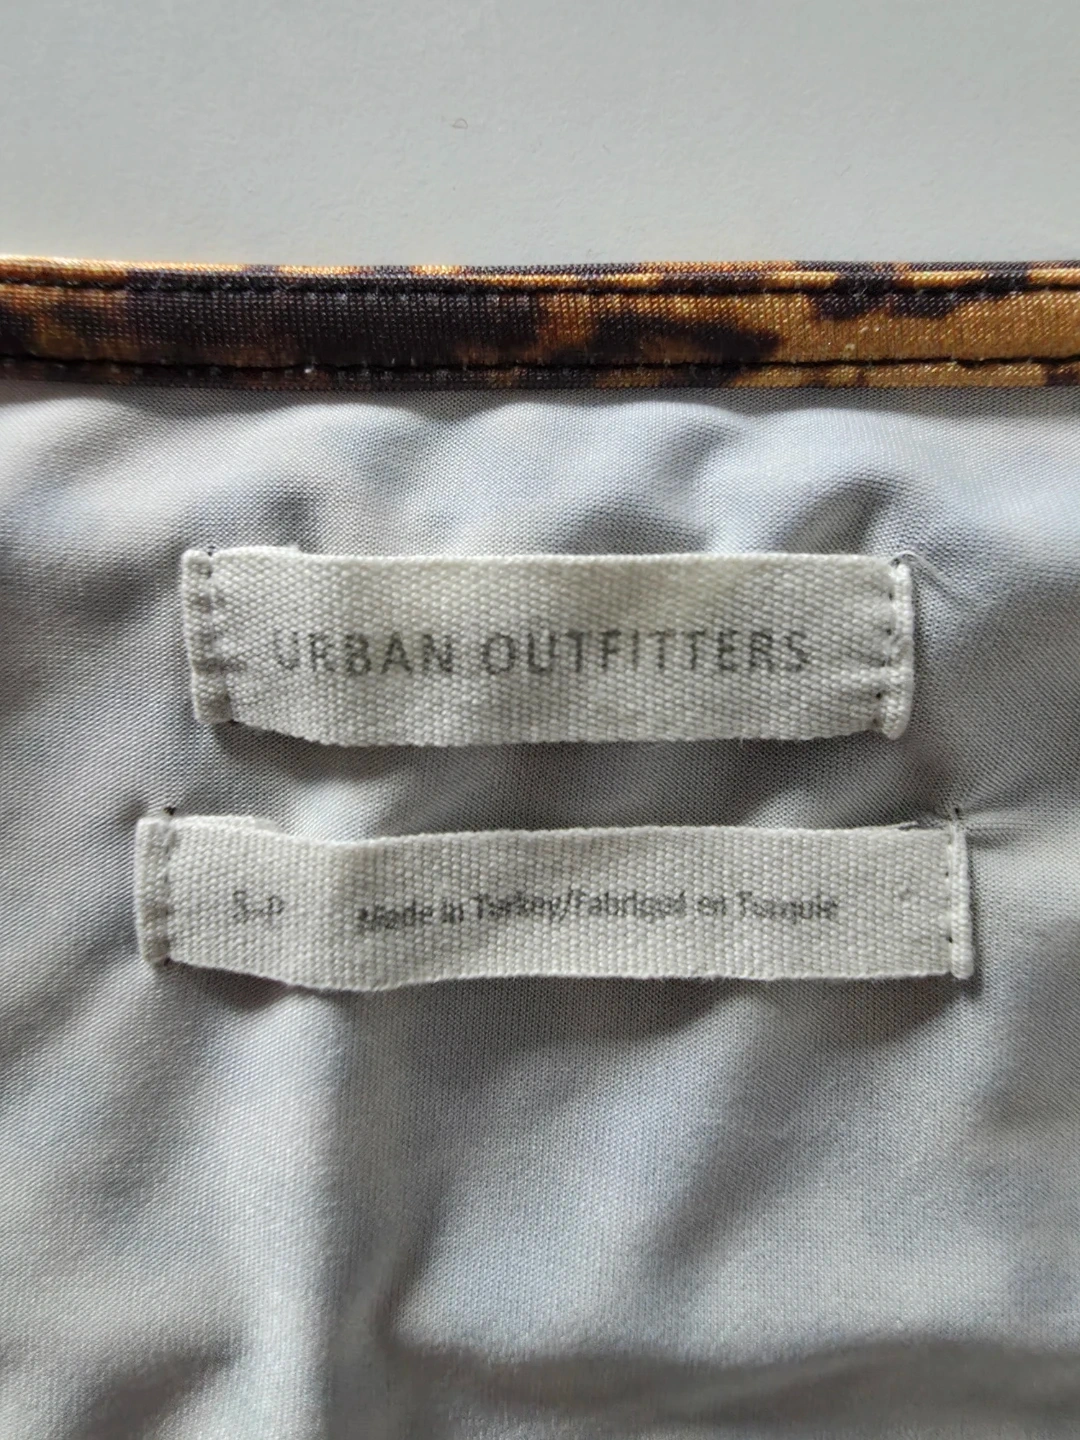 URBAN OUTFITTERS
S-P Made in Turkey/Fabriqué en Turquie